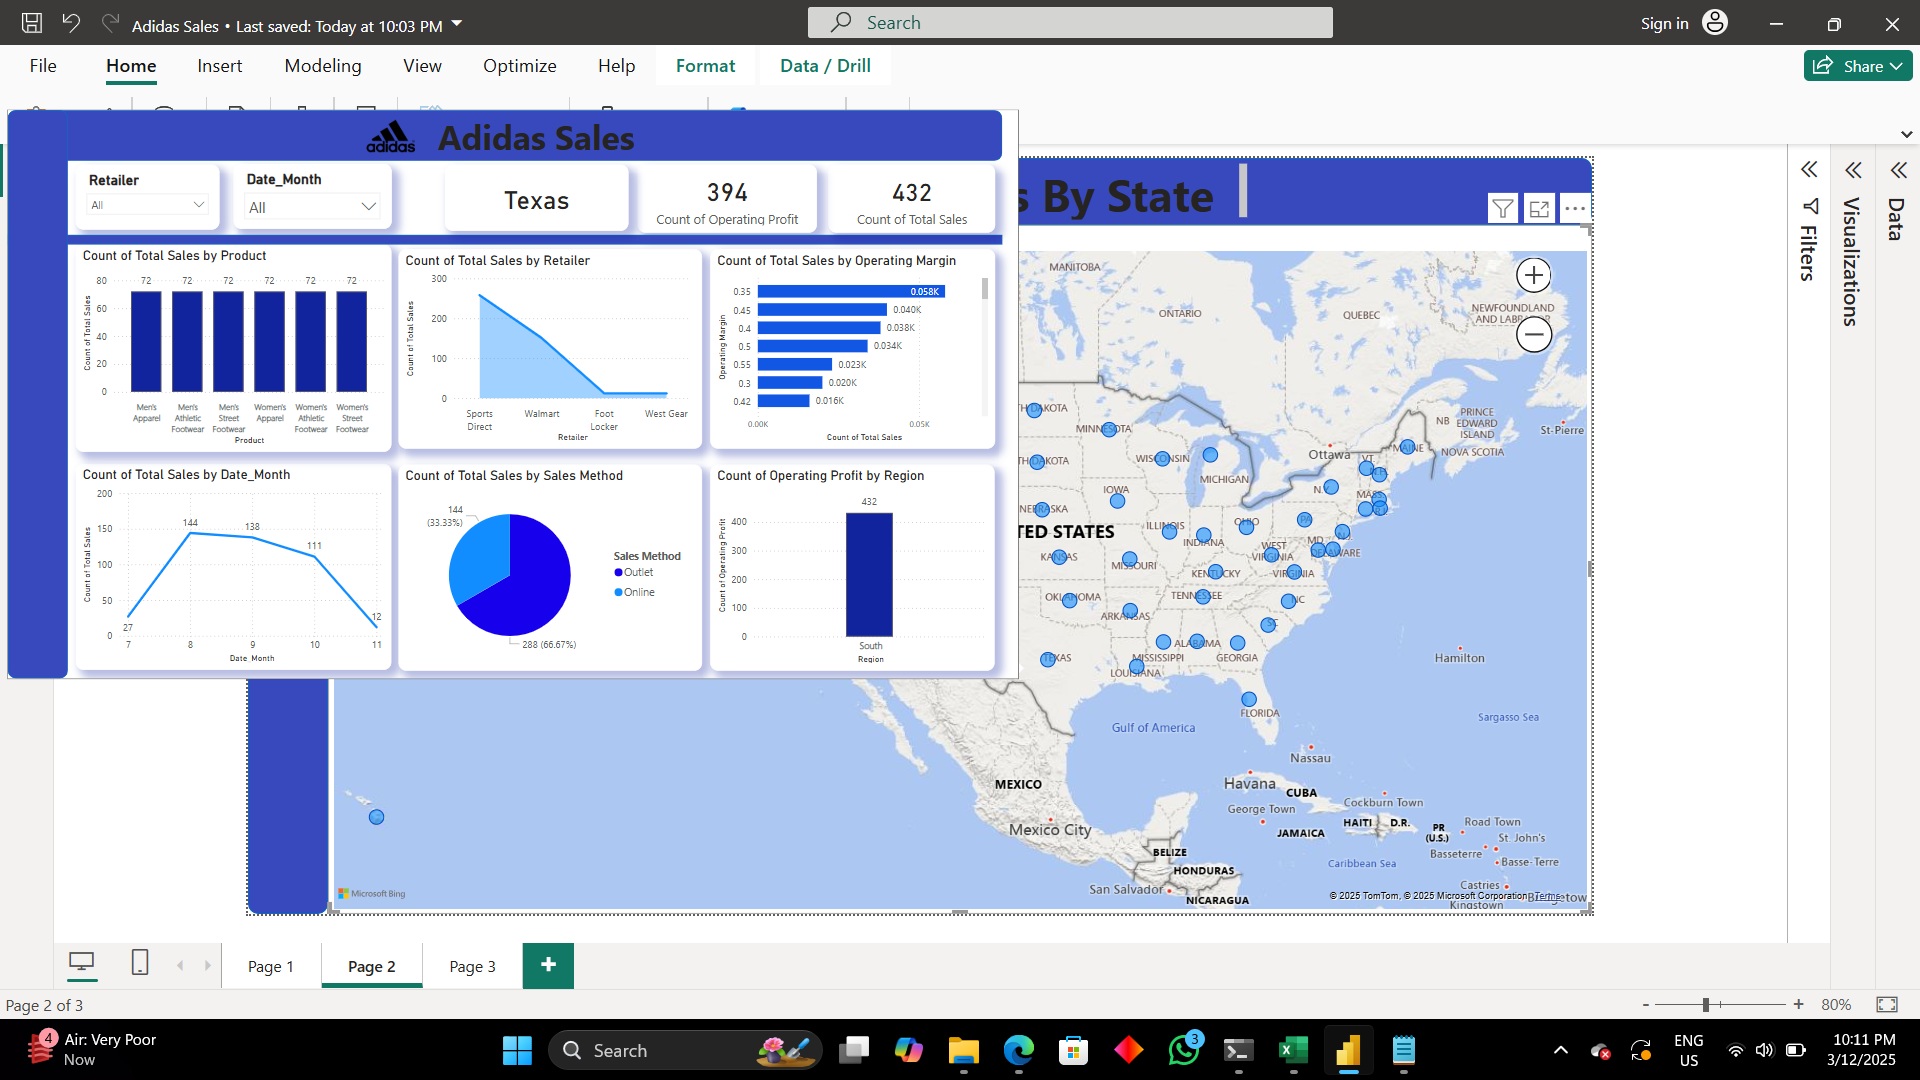 Adidas Sales • Last saved: Today at 10:03 PM
Search
Sign in
File
Home
Insert
Modeling
View
Optimize
Help
Format
Data / Drill
Share
adidas
Adidas Sales
Retailer
All
Date_Month
All
Texas
394
Count of Operating Profit
432
Count of Total Sales
Count of Total Sales by Product
Count of Total Sales
80
60
40
20
0
72
72
72
72
72
72
Men's
Apparel
Men's
Athletic
Footwear
Men's
Street
Footwear
Women's
Apparel
Women's
Athletic
Footwear
Women's
Street
Footwear
Product
Count of Total Sales by Retailer
Count of Total Sales
300
200
100
0
Sports
Direct
Walmart
Foot
Locker
West Gear
Retailer
Count of Total Sales by Operating Margin
Operating Margin
0.35
0.058K
0.45
0.040K
0.4
0.038K
0.5
0.034K
0.55
0.023K
0.3
0.020K
0.42
0.016K
0.00K
0.05K
Count of Total Sales
Count of Total Sales by Date_Month
Count of Total Sales
200
150
100
50
0
27
144
138
111
12
7
8
9
10
11
Date_Month
Count of Total Sales by Sales Method
144
(33.33%)
288 (66.67%)
Sales Method
Outlet
Online
Count of Operating Profit by Region
Count of Operating Profit
432
400
300
200
100
0
South
Region
s By State
Filters
Visualizations
Data
MANITOBA
ONTARIO
QUEBEC
NEWFOUNDLAND
AND LABR
H DAKOTA
MINNESOTA
NB
PRINCE
EDWARD
ISLAND
St-Pierre
NOVA SCOTIA
MAINE
Ottawa
VT
N.H.
TH DAKOTA
WISCONSIN
MICHIGAN
N.Y.
MASS.
R.I.
IOWA
NEBRASKA
ILLINOIS
INDIANA
OHIO
PA
N.J.
MD
DELAWARE
TED STATES
WEST
VIRGINIA
KANSAS
MISSOURI
KENTUCKY
VIRGINIA
OKLAHOMA
TENNESSEE
NC
ARKANSAS
SC
TEXAS
MISSISSIPPI
ALABAMA
GEORGIA
LOUISIANA
Hamilton
FLORIDA
Gulf of America
Sargasso Sea
Nassau
MEXICO
Havana
CUBA
George Town
Cockburn Town
Mexico City
HAITI
D.R.
JAMAICA
PR
(U.S.)
Road Town
St. John's
Basseterre
Basse-Terre
BELIZE
Caribbean Sea
HONDURAS
Castries
San Salvador
NICARAGUA
Kingstown
Microsoft Bing
© 2025 TomTom, © 2025 Microsoft Corporation Terms
Page 1
Page 2
Page 3
+
Page 2 of 3
- + 80%
4
Air: Very Poor
Now
Search
3
ENG
US
10:11 PM
3/12/2025